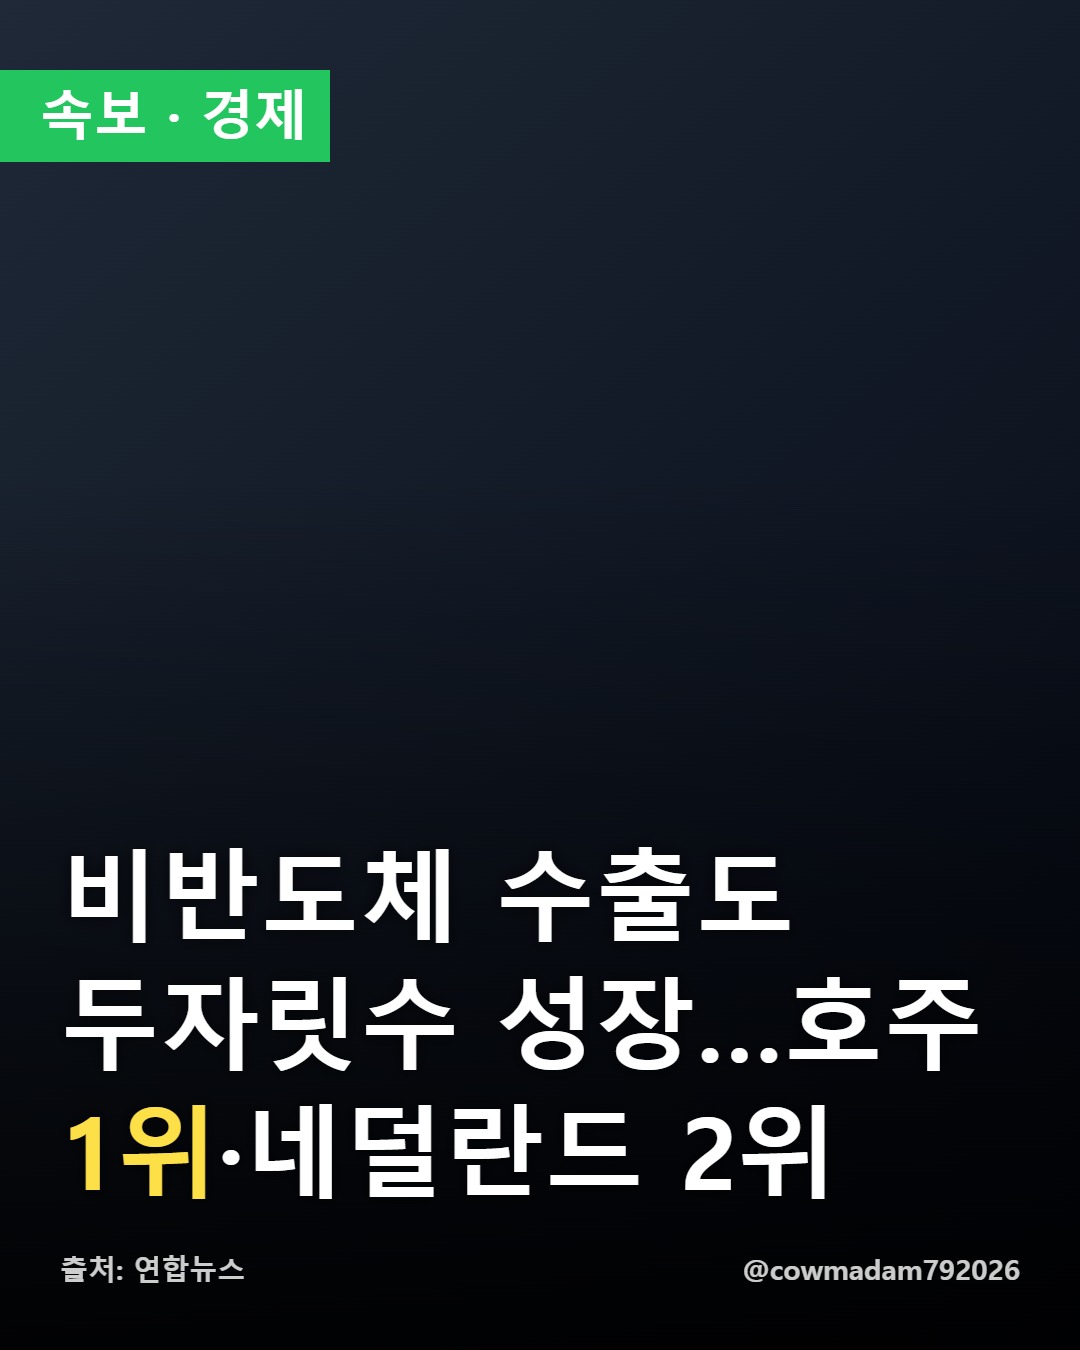 속보 · 경제
비반도체 수출도
두자릿수 성장…호주
1위·네덜란드 2위
출처: 연합뉴스
@cowmadam792026